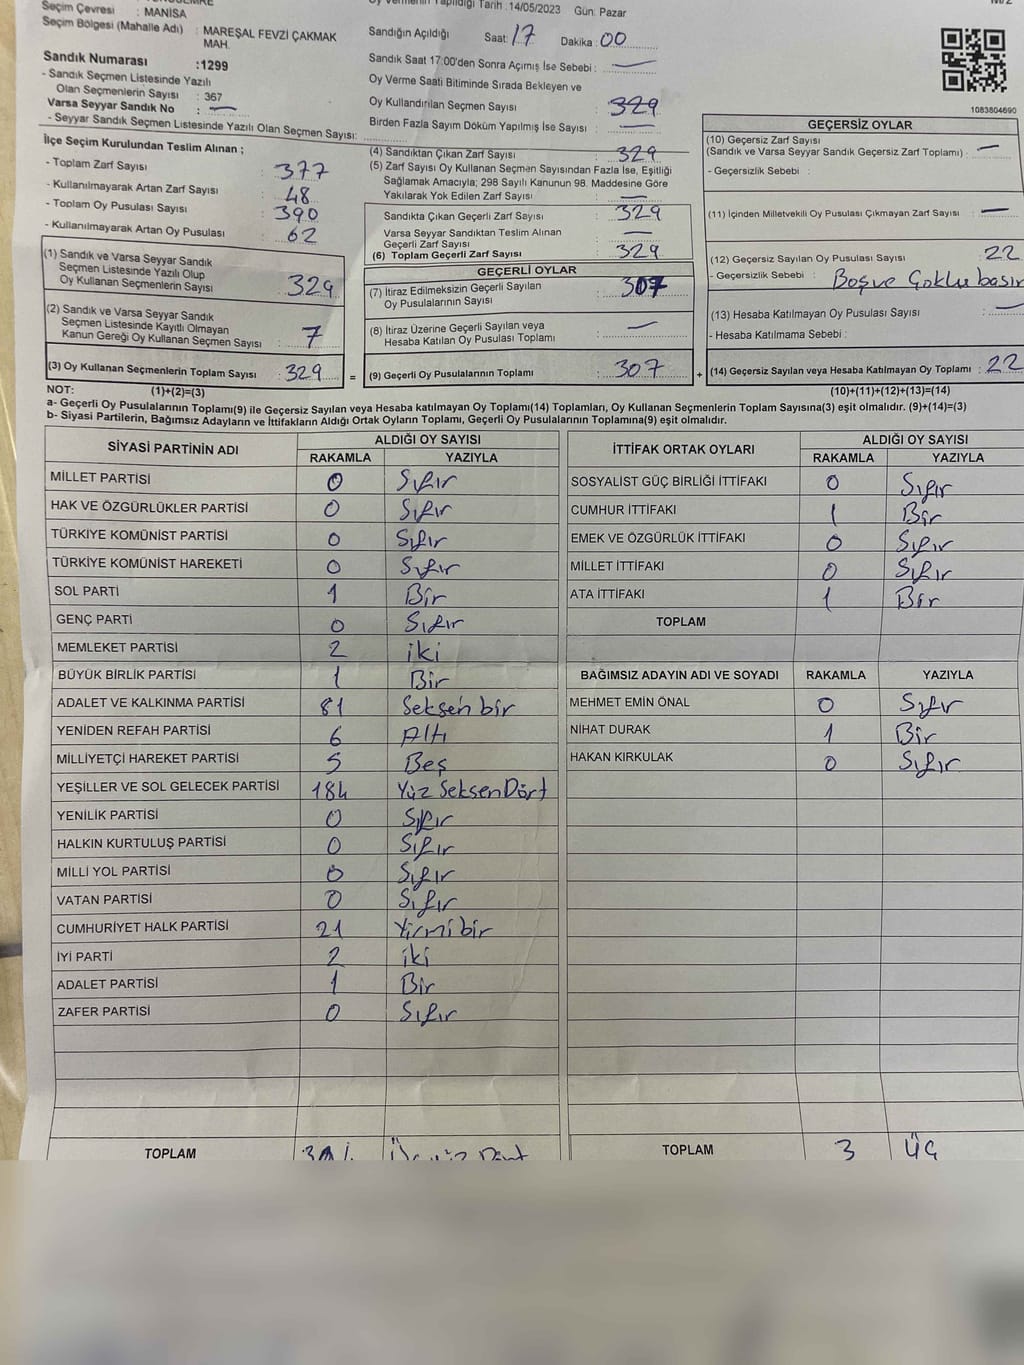 Seçim Çevresi : MANİSA
Seçim Bölgesi (Mahalle Adı) : MAREŞAL FEVZİ ÇAKMAK
MAH.
Sandık Numarası : 1299
- Sandık Seçmen Listesinde Yazılı
Olan Seçmenlerin Sayısı : 367
Varsa Seyyar Sandık No : —
- Seyyar Sandık Seçmen Listesinde Yazılı Olan Seçmen Sayısı:
Oy Vermenin Yapıldığı Tarih :14/05/2023 Gün: Pazar
Sandığın Açıldığı Saat: 17 Dakika : 00
Sandık Saat 17:00'den Sonra Açımış İse Sebebi : —
Oy Verme Saati Bitiminde Sırada Bekleyen ve
Oy Kullandırılan Seçmen Sayısı : 329
Birden Fazla Sayım Döküm Yapılmış İse Sayısı : —
1083804690
İlçe Seçim Kurulundan Teslim Alınan ;
- Toplam Zarf Sayısı : 377
- Kullanılmayarak Artan Zarf Sayısı : 48
- Toplam Oy Pusulası Sayısı : 390
- Kullanılmayarak Artan Oy Pusulası : 62
(1) Sandık ve Varsa Seyyar Sandık
Seçmen Listesinde Yazılı Olup
Oy Kullanan Seçmenlerin Sayısı : 329
(2) Sandık ve Varsa Seyyar Sandık
Seçmen Listesinde Kayıtlı Olmayan
Kanun Gereği Oy Kullanan Seçmen Sayısı : 7
(3) Oy Kullanan Seçmenlerin Toplam Sayısı : 329
(4) Sandıktan Çıkan Zarf Sayısı : 329
(5) Zarf Sayısı Oy Kullanan Seçmen Sayısından Fazla İse, Eşitliği
Sağlamak Amacıyla; 298 Sayılı Kanunun 98. Maddesine Göre
Yakılarak Yok Edilen Zarf Sayısı : —
Sandıkta Çıkan Geçerli Zarf Sayısı : 329
Varsa Seyyar Sandıktan Teslim Alınan
Geçerli Zarf Sayısı : —
(6) Toplam Geçerli Zarf Sayısı : 329
GEÇERLİ OYLAR
(7) İtiraz Edilmeksizin Geçerli Sayılan
Oy Pusulalarının Sayısı : 307
(8) İtiraz Üzerine Geçerli Sayılan veya
Hesaba Katılan Oy Pusulası Toplamı : —
= (9) Geçerli Oy Pusulalarının Toplamı : 307
GEÇERSİZ OYLAR
(10) Geçersiz Zarf Sayısı
(Sandık ve Varsa Seyyar Sandık Geçersiz Zarf Toplamı) : —
- Geçersizlik Sebebi :
(11) İçinden Milletvekili Oy Pusulası Çıkmayan Zarf Sayısı : —
(12) Geçersiz Sayılan Oy Pusulası Sayısı : 22
- Geçersizlik Sebebi : Boş ve Çoklu basır
(13) Hesaba Katılmayan Oy Pusulası Sayısı : —
- Hesaba Katılmama Sebebi :
+ (14) Geçersiz Sayılan veya Hesaba Katılmayan Oy Toplamı : 22
NOT: (1)+(2)=(3) (10)+(11)+(12)+(13)=(14)
a- Geçerli Oy Pusulalarının Toplamı(9) ile Geçersiz Sayılan veya Hesaba katılmayan Oy Toplamı(14) Toplamları, Oy Kullanan Seçmenlerin Toplam Sayısına(3) eşit olmalıdır. (9)+(14)=(3)
b- Siyasi Partilerin, Bağımsız Adayların ve İttifakların Aldığı Ortak Oyların Toplamı, Geçerli Oy Pusulalarının Toplamına(9) eşit olmalıdır.
SİYASİ PARTİNİN ADI ALDIĞI OY SAYISI
RAKAMLA YAZIYLA
MİLLET PARTİSİ 0 Sıfır
HAK VE ÖZGÜRLÜKLER PARTİSİ 0 Sıfır
TÜRKİYE KOMÜNİST PARTİSİ 0 Sıfır
TÜRKİYE KOMÜNİST HAREKETİ 0 Sıfır
SOL PARTİ 1 Bir
GENÇ PARTİ 0 Sıfır
MEMLEKET PARTİSİ 2 iki
BÜYÜK BİRLİK PARTİSİ 1 Bir
ADALET VE KALKINMA PARTİSİ 81 Seksen bir
YENİDEN REFAH PARTİSİ 6 Altı
MİLLİYETÇİ HAREKET PARTİSİ 5 Beş
YEŞİLLER VE SOL GELECEK PARTİSİ 184 Yüz Seksen Dört
YENİLİK PARTİSİ 0 Sıfır
HALKIN KURTULUŞ PARTİSİ 0 Sıfır
MİLLİ YOL PARTİSİ 0 Sıfır
VATAN PARTİSİ 0 Sıfır
CUMHURİYET HALK PARTİSİ 21 Yirmi bir
İYİ PARTİ 2 iki
ADALET PARTİSİ 1 Bir
ZAFER PARTİSİ 0 Sıfır
TOPLAM
İTTİFAK ORTAK OYLARI ALDIĞI OY SAYISI
RAKAMLA YAZIYLA
SOSYALİST GÜÇ BİRLİĞİ İTTİFAKI 0 Sıfır
CUMHUR İTTİFAKI 1 Bir
EMEK VE ÖZGÜRLÜK İTTİFAKI 0 Sıfır
MİLLET İTTİFAKI 0 Sıfır
ATA İTTİFAKI 1 Bir
TOPLAM
BAĞIMSIZ ADAYIN ADI VE SOYADI RAKAMLA YAZIYLA
MEHMET EMİN ÖNAL 0 Sıfır
NİHAT DURAK 1 Bir
HAKAN KIRKULAK 0 Sıfır
TOPLAM 3 Üç